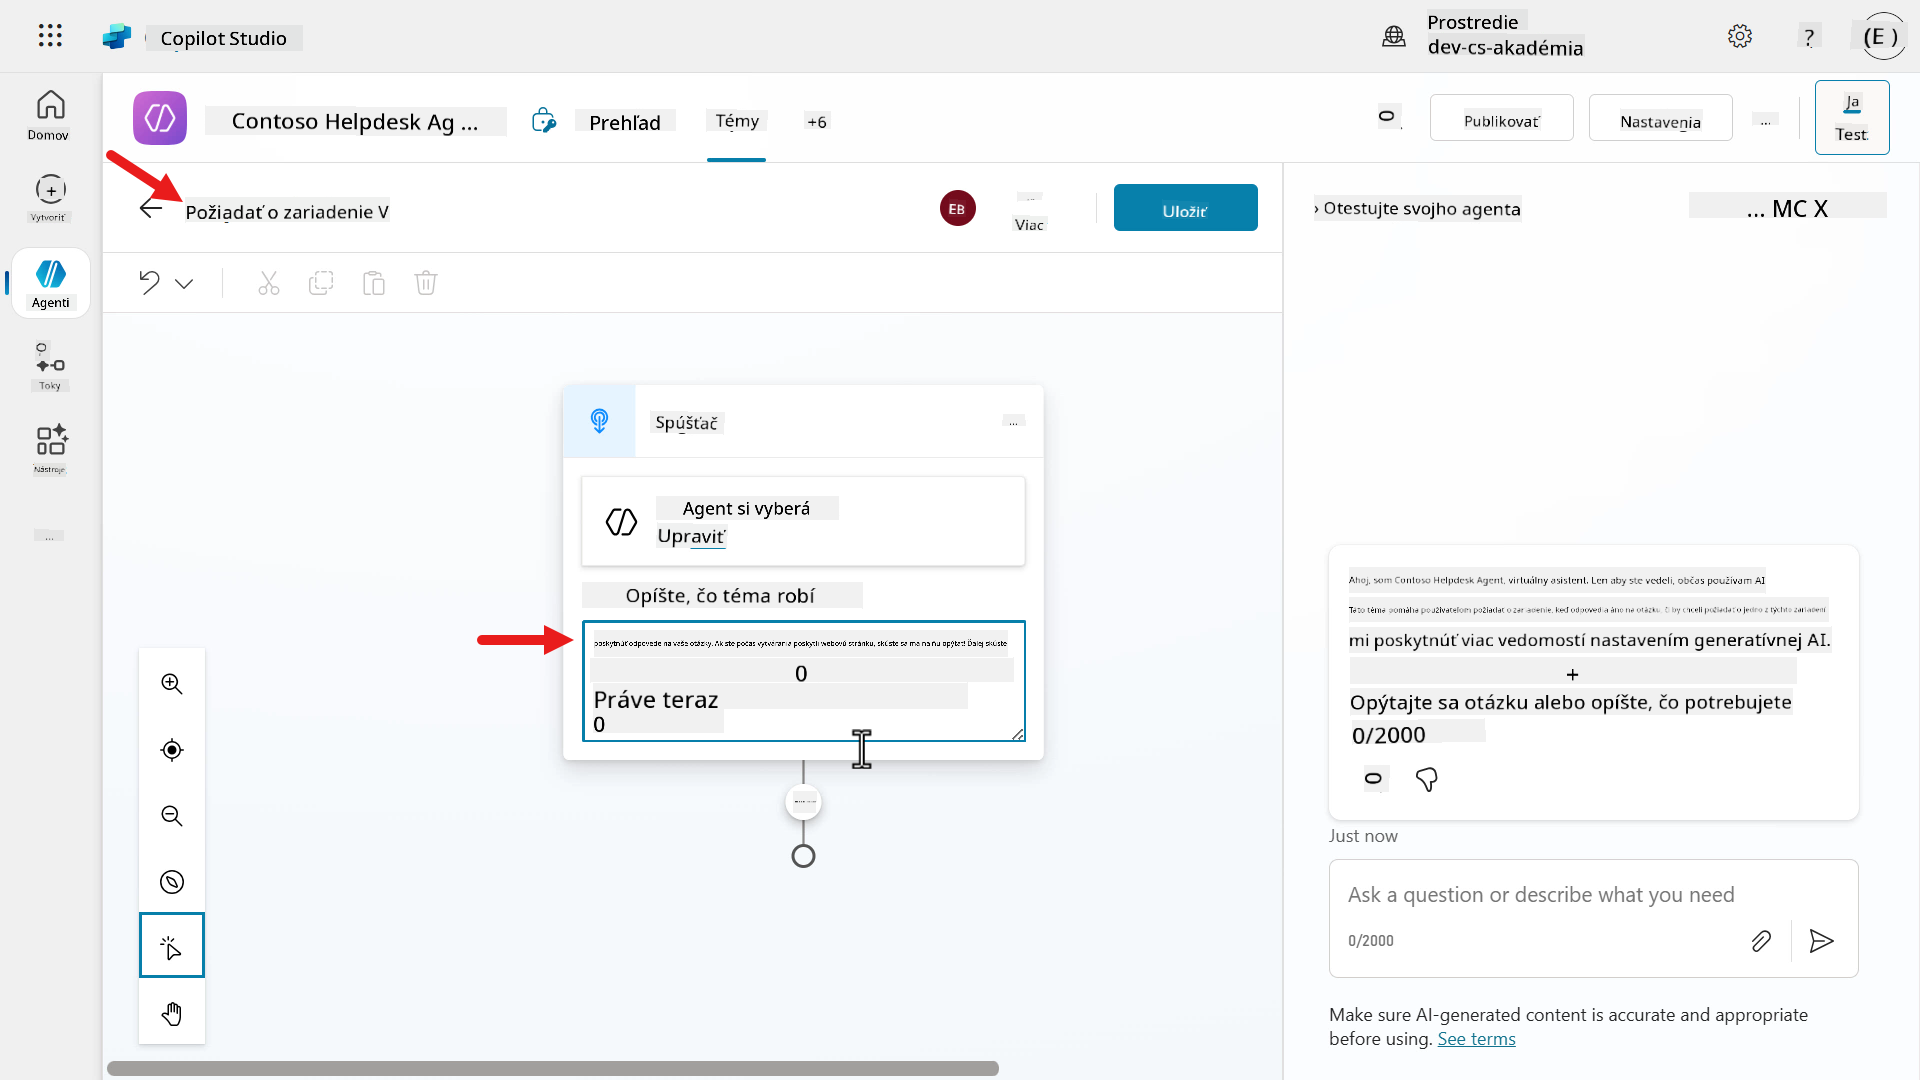 Copilot Studio
Prostredie
dev-cs-akadémia
?
(E )
Domov
Vytvoriť
Agenti
Toky
Nástroje
...
Contoso Helpdesk Ag ...
Prehľad
Témy
+6
0
Publikovať
Nastavenia
...
Ja
Test
Požiadať o zariadenie V
EB
Viac
Uložiť
Spúšťač
...
Agent si vyberá
Upraviť
Opíšte, čo téma robí
poskytnúť odpovede na vaše otázky. Ak ste počas vytvárania poskytli webovú stránku, skúste sa ma na ňu opýtať! Ďalej skúste
0
Práve teraz
0
› Otestujte svojho agenta
... MC X
Ahoj, som Contoso Helpdesk Agent, virtuálny asistent. Len aby ste vedeli, občas používam AI
Táto téma pomáha používateľom požiadať o zariadenie, keď odpovedia áno na otázku, či by chceli požiadať o jedno z týchto zariadení
mi poskytnúť viac vedomostí nastavením generatívnej AI.
+
Opýtajte sa otázku alebo opíšte, čo potrebujete
0/2000
0
Just now
Ask a question or describe what you need
0/2000
Make sure AI-generated content is accurate and appropriate
before using. See terms